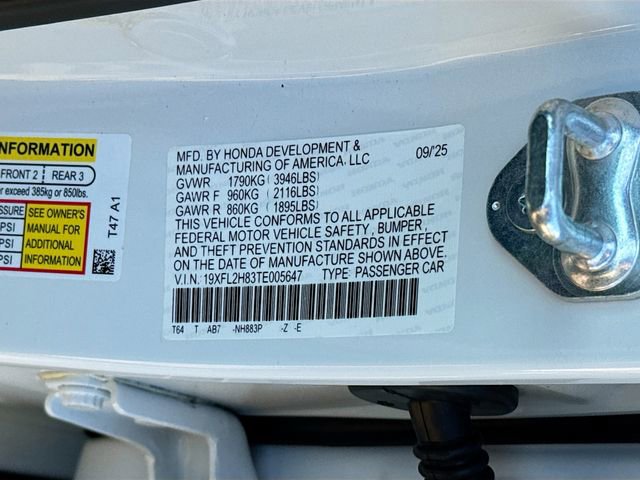 INFORMATION
FRONT 2 | REAR 3
exceed 385kg or 850lbs.
SEE OWNER'S
PSI MANUAL FOR
PSI ADDITIONAL
PSI INFORMATION
T47 A1
MFD. BY HONDA DEVELOPMENT &
MANUFACTURING OF AMERICA, LLC 09/25
GVWR 1790KG (3946LBS)
GAWR F 960KG (2116LBS)
GAWR R 860KG (1895LBS)
THIS VEHICLE CONFORMS TO ALL APPLICABLE
FEDERAL MOTOR VEHICLE SAFETY, BUMPER,
AND THEFT PREVENTION STANDARDS IN EFFECT
ON THE DATE OF MANUFACTURE SHOWN ABOVE.
V.I.N. 19XFL2H83TE005647 TYPE: PASSENGER CAR
T64 T AB7 -NH883P -Z -E